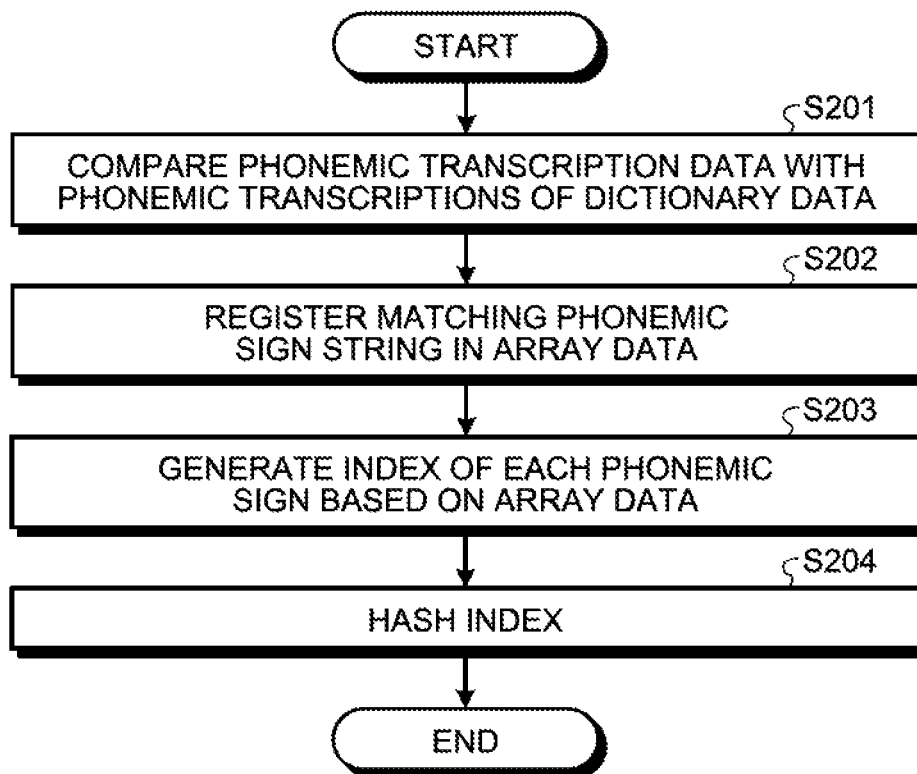 START
S201
COMPARE PHONEMIC TRANSCRIPTION DATA WITH
PHONEMIC TRANSCRIPTIONS OF DICTIONARY DATA
S202
REGISTER MATCHING PHONEMIC
SIGN STRING IN ARRAY DATA
S203
GENERATE INDEX OF EACH PHONEMIC
SIGN BASED ON ARRAY DATA
S204
HASH INDEX
END